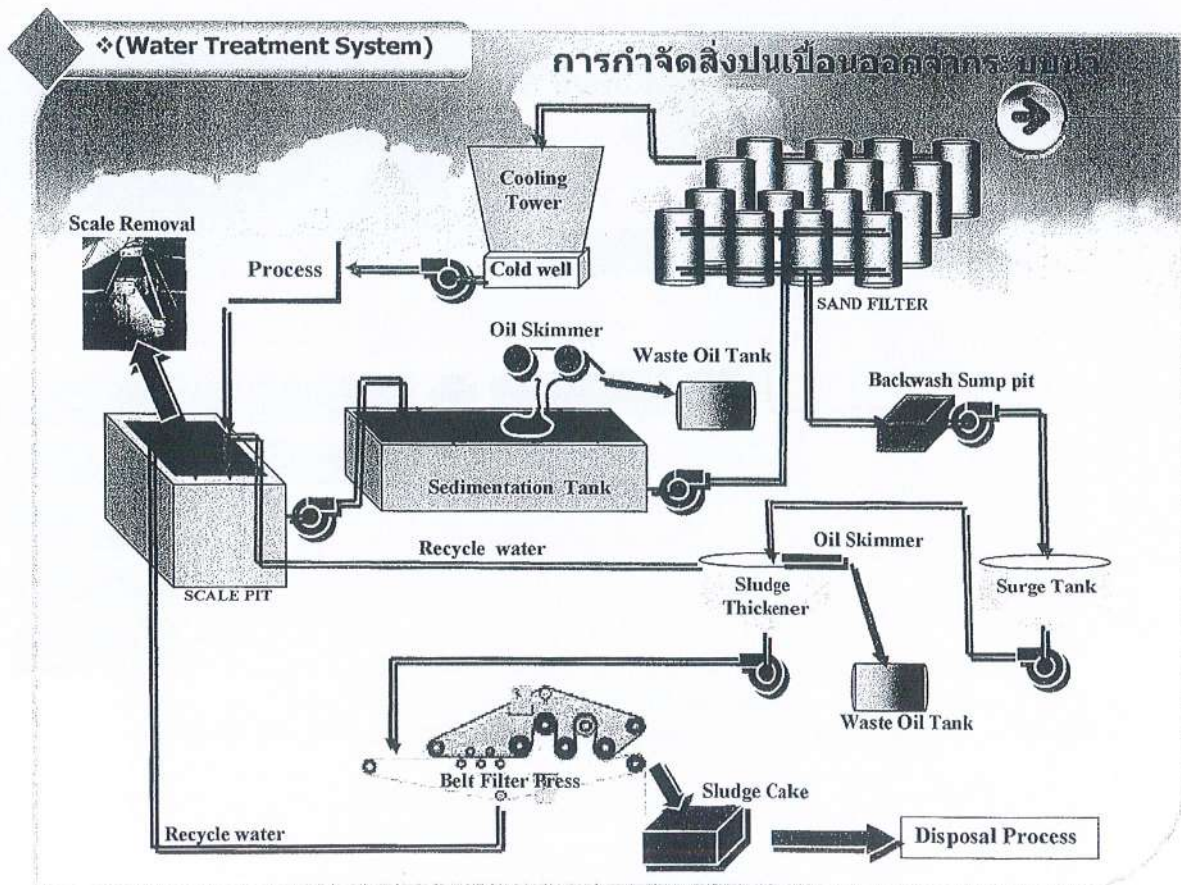 ❖(Water Treatment System)
การกำจัดสิ่งปนเปื้อนออกจากระบบน้ำ
Cooling
Tower
Scale Removal
Process
Cold well
SAND FILTER
Oil Skimmer
Waste Oil Tank
Backwash Sump pit
Sedimentation Tank
Recycle water
Oil Skimmer
SCALE PIT
Sludge
Thickener
Surge Tank
Waste Oil Tank
Belt Filter Press
Sludge Cake
Recycle water
Disposal Process